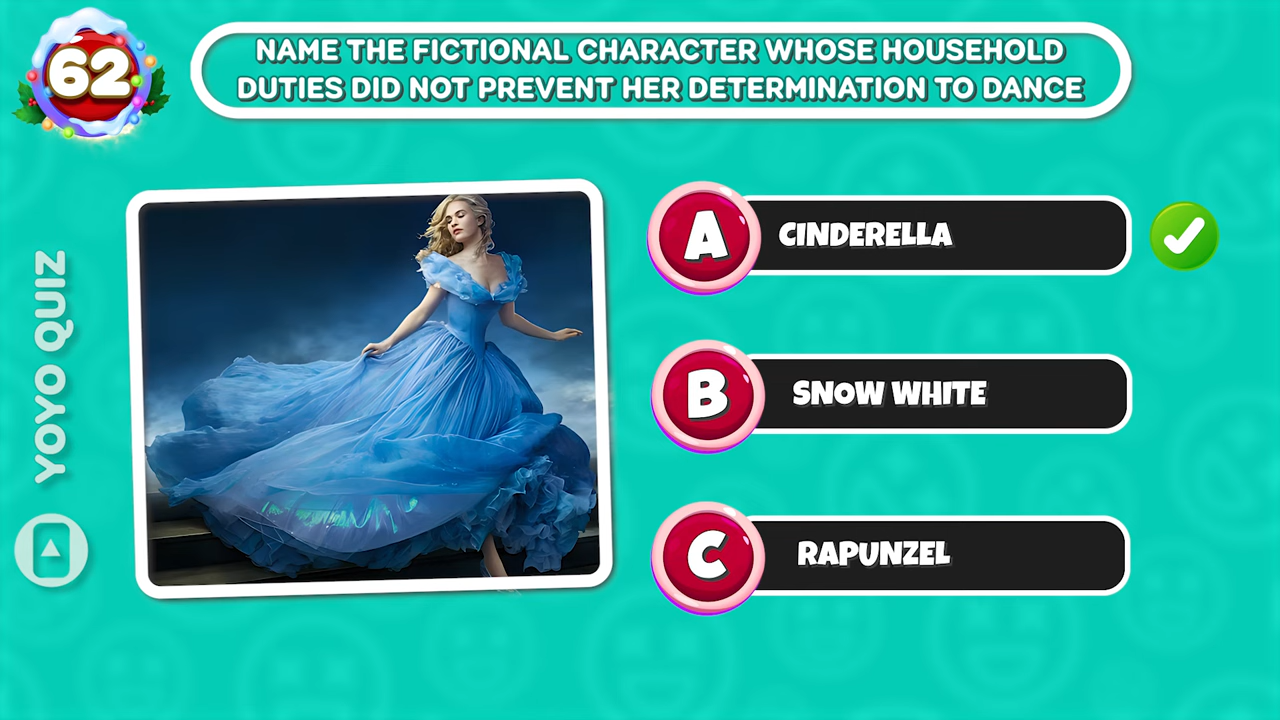 62
NAME THE FICTIONAL CHARACTER WHOSE HOUSEHOLD
DUTIES DID NOT PREVENT HER DETERMINATION TO DANCE
YOYO QUIZ
A CINDERELLA
B SNOW WHITE
C RAPUNZEL